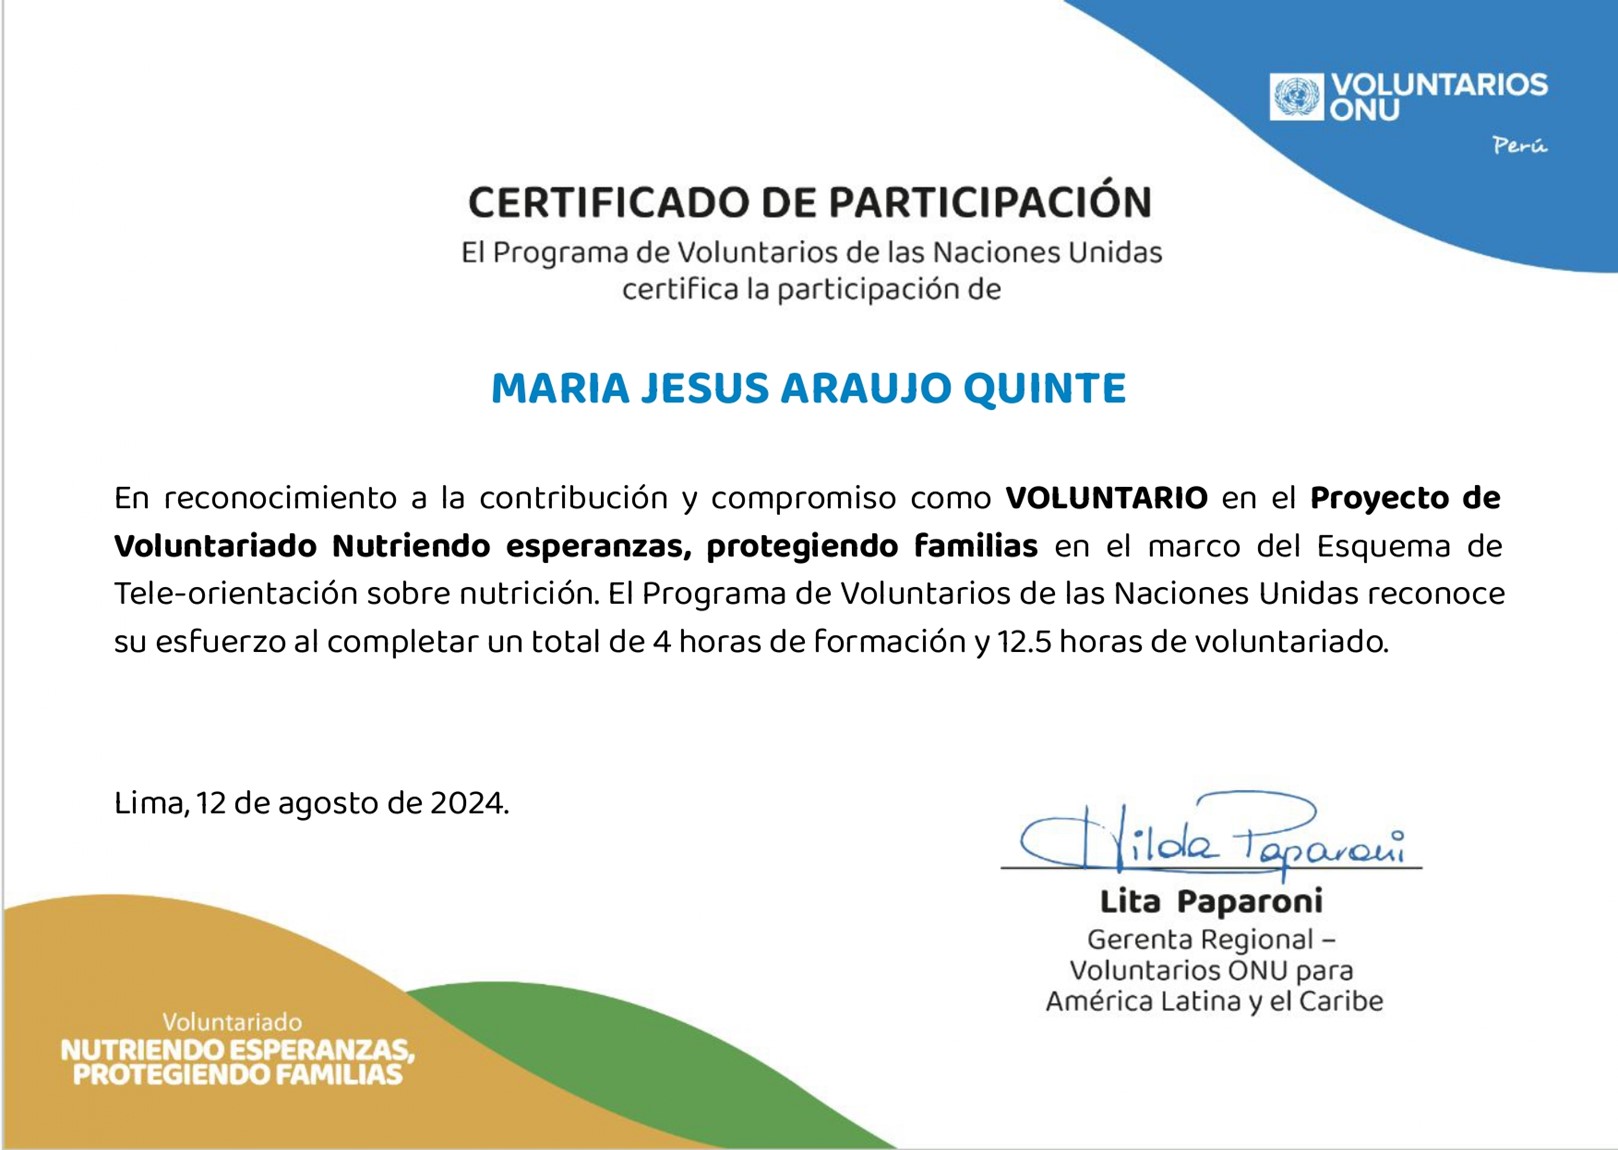 VOLUNTARIOS
ONU
Perú
CERTIFICADO DE PARTICIPACIÓN
El Programa de Voluntarios de las Naciones Unidas
certifica la participación de
MARIA JESUS ARAUJO QUINTE
En reconocimiento a la contribución y compromiso como VOLUNTARIO en el Proyecto de
Voluntariado Nutriendo esperanzas, protegiendo familias en el marco del Esquema de
Tele-orientación sobre nutrición. El Programa de Voluntarios de las Naciones Unidas reconoce
su esfuerzo al completar un total de 4 horas de formación y 12.5 horas de voluntariado.
Lima, 12 de agosto de 2024.
Hilda Paparoni
Lita Paparoni
Gerenta Regional –
Voluntarios ONU para
América Latina y el Caribe
Voluntariado
NUTRIENDO ESPERANZAS,
PROTEGIENDO FAMILIAS